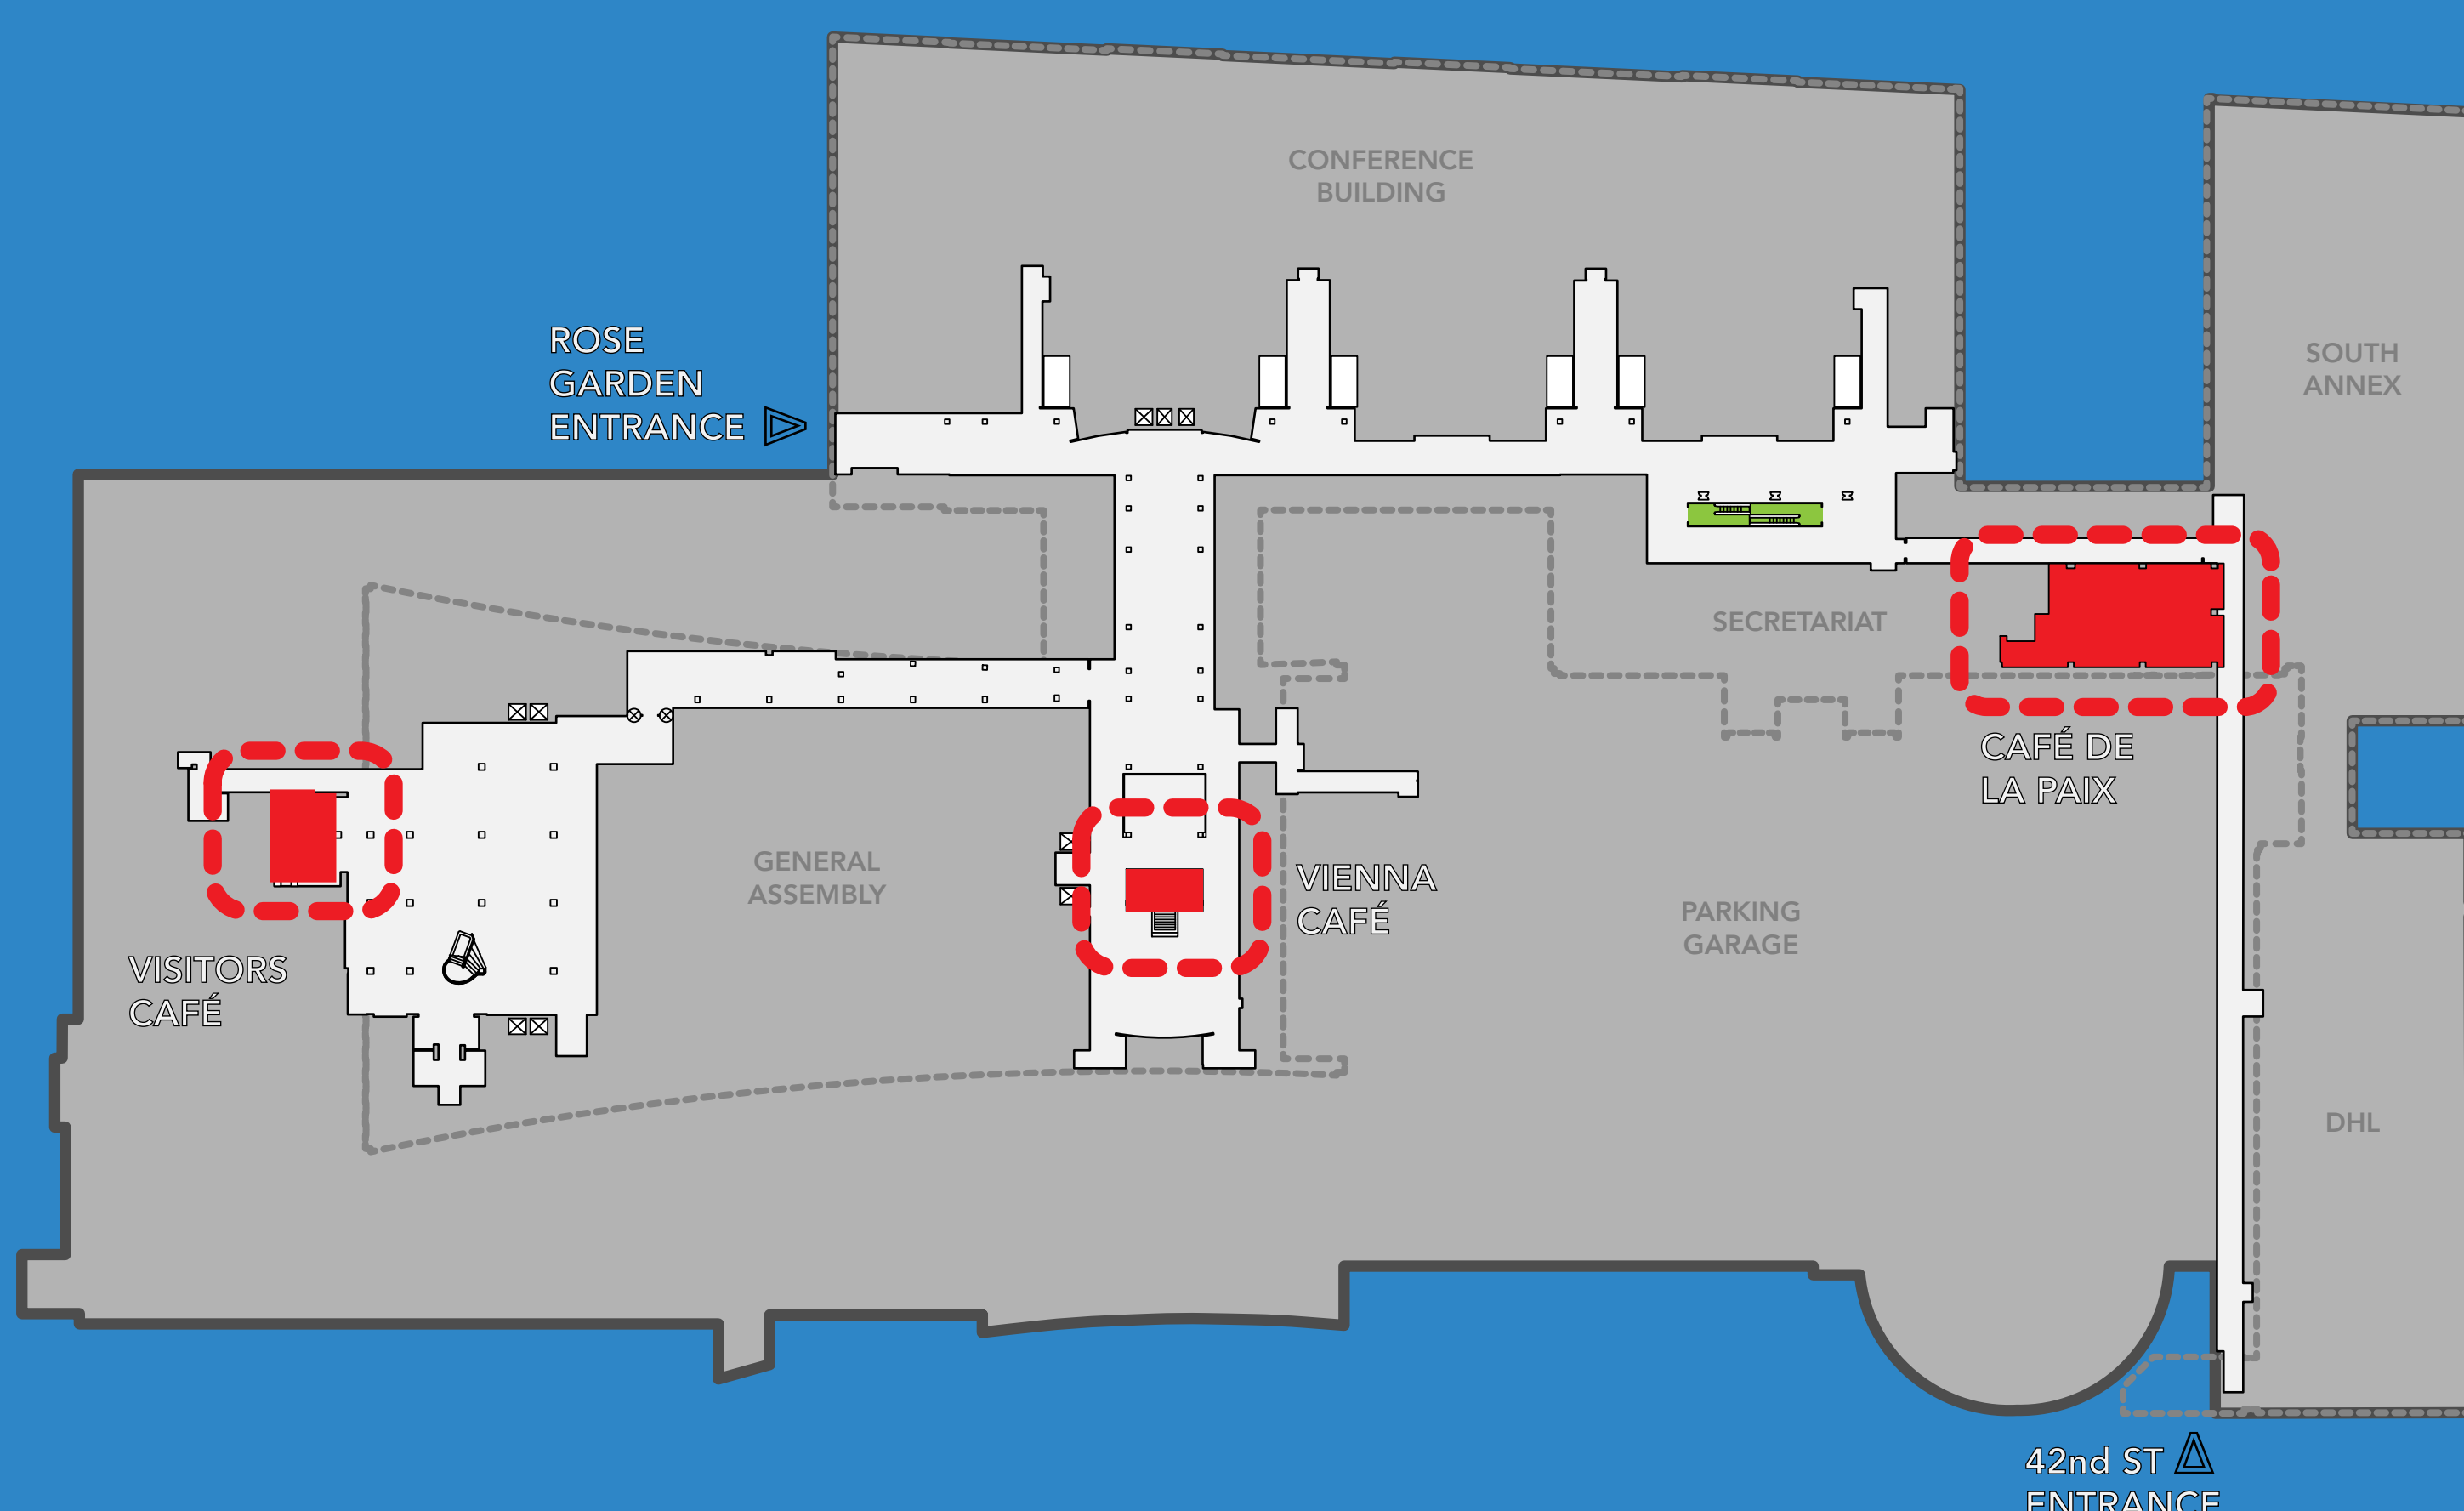 CONFERENCE
BUILDING
ROSE
GARDEN
ENTRANCE
SOUTH
ANNEX
SECRETARIAT
CAFÉ DE
LA PAIX
GENERAL
ASSEMBLY
VIENNA
CAFÉ
PARKING
GARAGE
VISITORS
CAFÉ
DHL
42nd ST
ENTRANCE